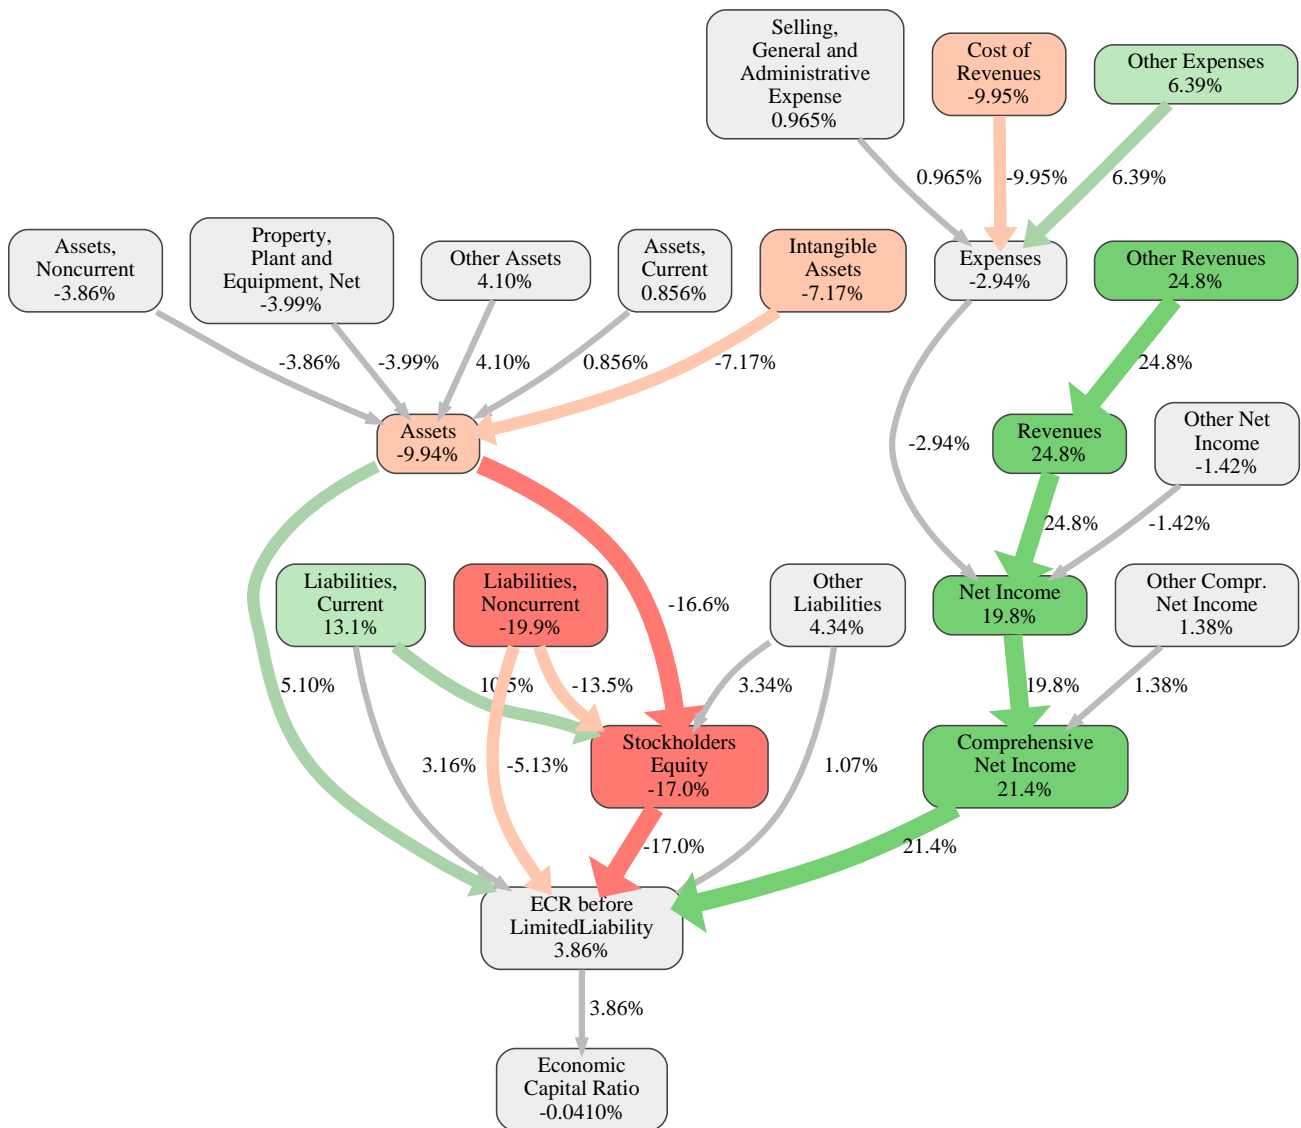 Selling,
General and
Administrative
Expense
0.965%
Cost of
Revenues
-9.95%
Other Expenses
6.39%
0.965%
-9.95%
6.39%
Assets,
Noncurrent
-3.86%
Property,
Plant and
Equipment, Net
-3.99%
Other Assets
4.10%
Assets,
Current
0.856%
Intangible
Assets
-7.17%
Expenses
-2.94%
Other Revenues
24.8%
-3.86%
-3.99%
4.10%
0.856%
-7.17%
24.8%
Assets
-9.94%
-2.94%
Revenues
24.8%
Other Net
Income
-1.42%
24.8%
-1.42%
Liabilities,
Current
13.1%
Liabilities,
Noncurrent
-19.9%
-16.6%
Other
Liabilities
4.34%
Net Income
19.8%
Other Compr.
Net Income
1.38%
5.10%
10.5%
-13.5%
3.34%
19.8%
1.38%
3.16%
-5.13%
Stockholders
Equity
-17.0%
1.07%
Comprehensive
Net Income
21.4%
-17.0%
21.4%
ECR before
LimitedLiability
3.86%
3.86%
Economic
Capital Ratio
-0.0410%